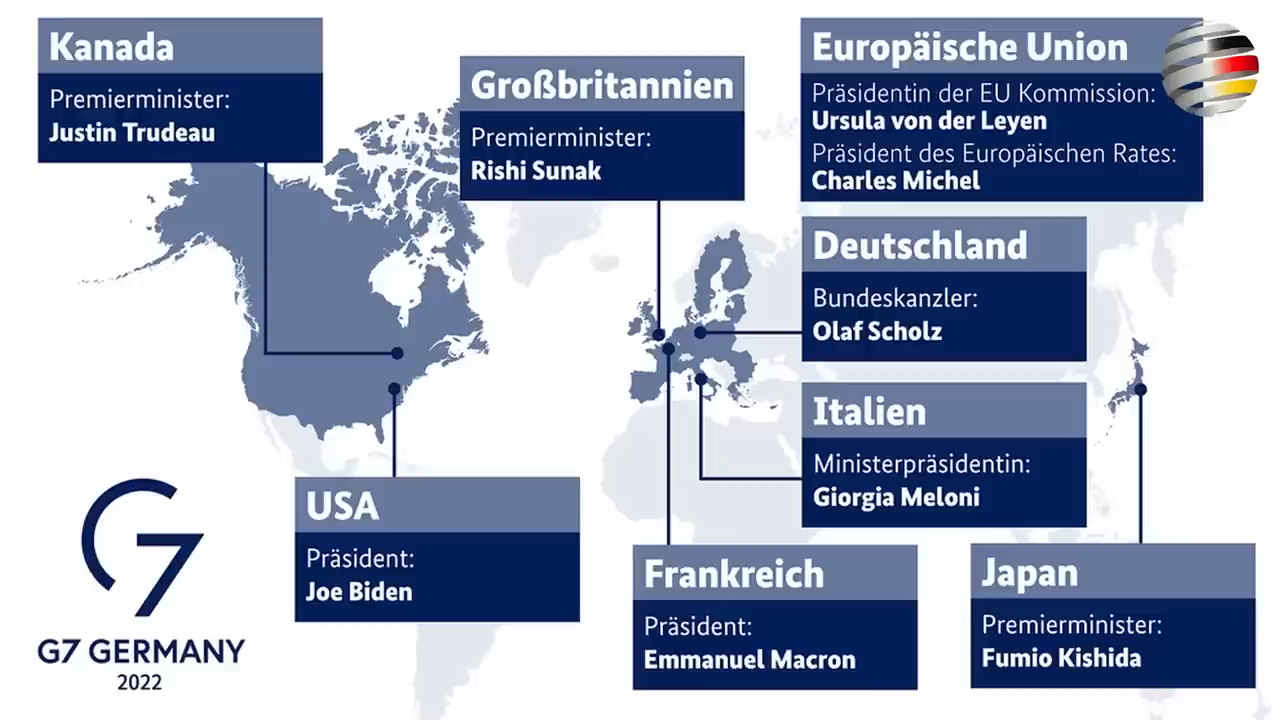 Kanada
Premierminister:
Justin Trudeau
Großbritannien
Premierminister:
Rishi Sunak
Europäische Union
Präsidentin der EU Kommission:
Ursula von der Leyen
Präsident des Europäischen Rates:
Charles Michel
Deutschland
Bundeskanzler:
Olaf Scholz
Italien
Ministerpräsidentin:
Giorgia Meloni
USA
Präsident:
Joe Biden
Frankreich
Präsident:
Emmanuel Macron
Japan
Premierminister:
Fumio Kishida
G7
G7 GERMANY
2022